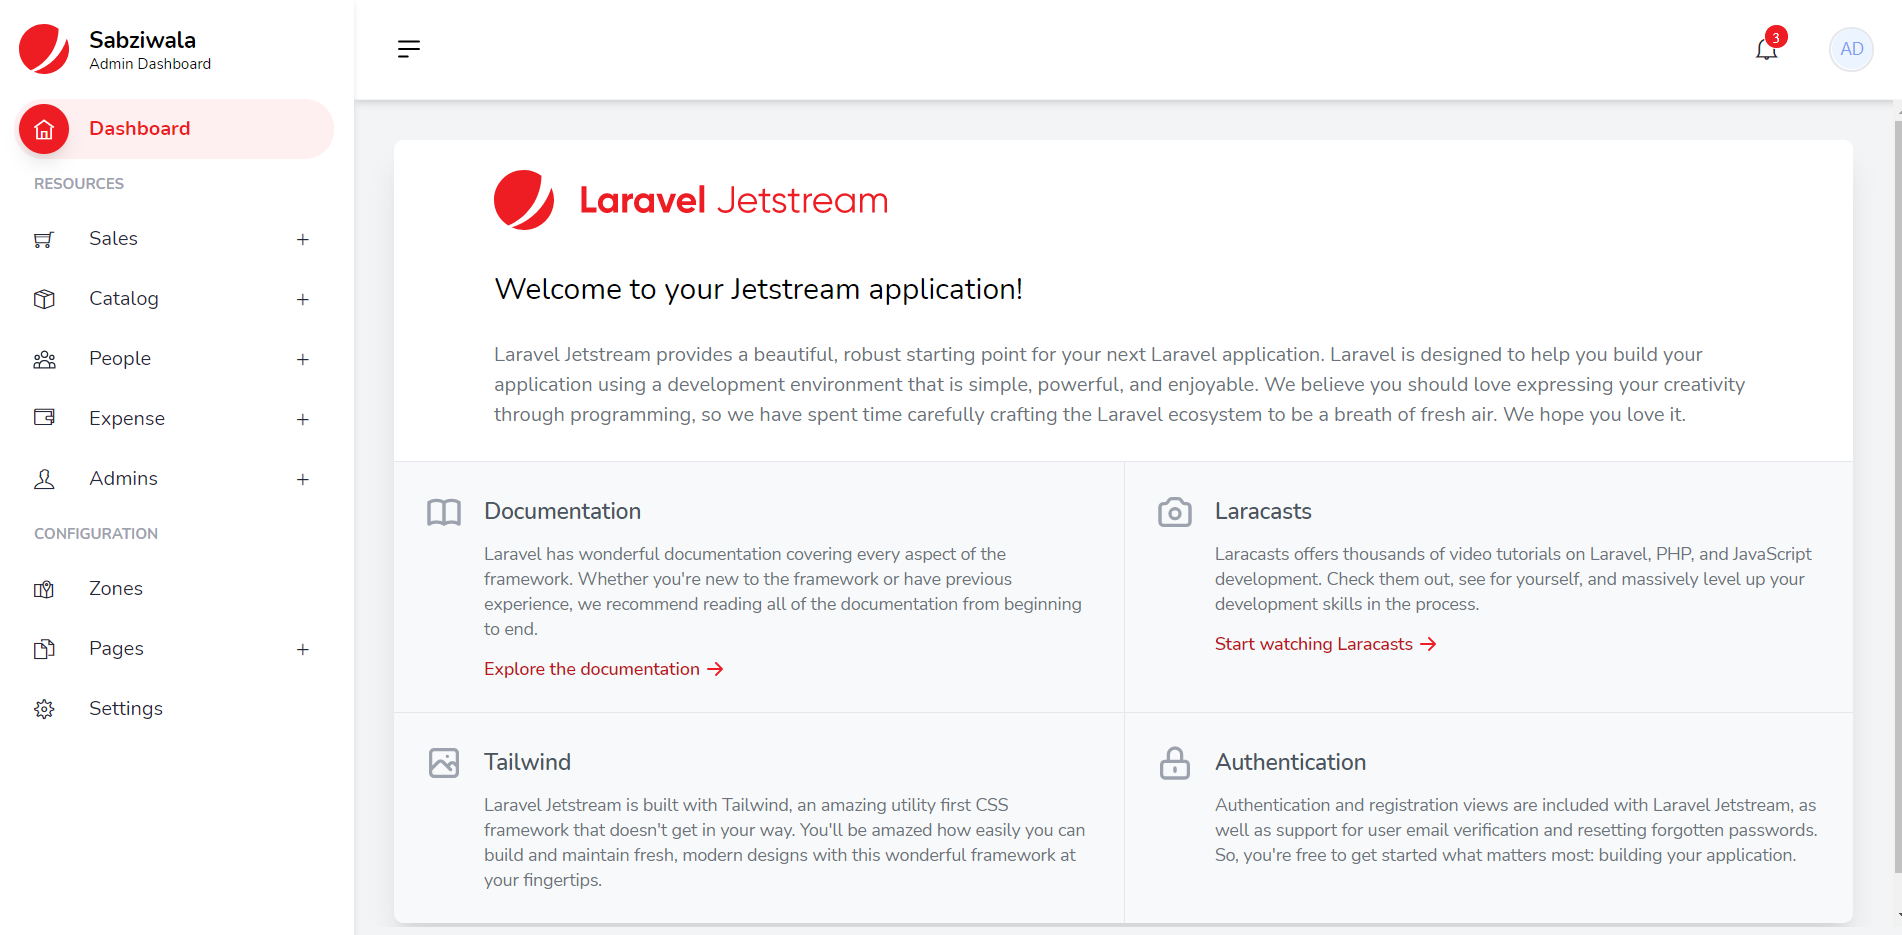 Sabziwala
Admin Dashboard
Dashboard
RESOURCES
Sales +
Catalog +
People +
Expense +
Admins +
CONFIGURATION
Zones
Pages +
Settings
3
AD
Laravel Jetstream
Welcome to your Jetstream application!
Laravel Jetstream provides a beautiful, robust starting point for your next Laravel application. Laravel is designed to help you build your
application using a development environment that is simple, powerful, and enjoyable. We believe you should love expressing your creativity
through programming, so we have spent time carefully crafting the Laravel ecosystem to be a breath of fresh air. We hope you love it.
Documentation
Laravel has wonderful documentation covering every aspect of the
framework. Whether you're new to the framework or have previous
experience, we recommend reading all of the documentation from beginning
to end.
Explore the documentation →
Laracasts
Laracasts offers thousands of video tutorials on Laravel, PHP, and JavaScript
development. Check them out, see for yourself, and massively level up your
development skills in the process.
Start watching Laracasts →
Tailwind
Laravel Jetstream is built with Tailwind, an amazing utility first CSS
framework that doesn't get in your way. You'll be amazed how easily you can
build and maintain fresh, modern designs with this wonderful framework at
your fingertips.
Authentication
Authentication and registration views are included with Laravel Jetstream, as
well as support for user email verification and resetting forgotten passwords.
So, you're free to get started what matters most: building your application.